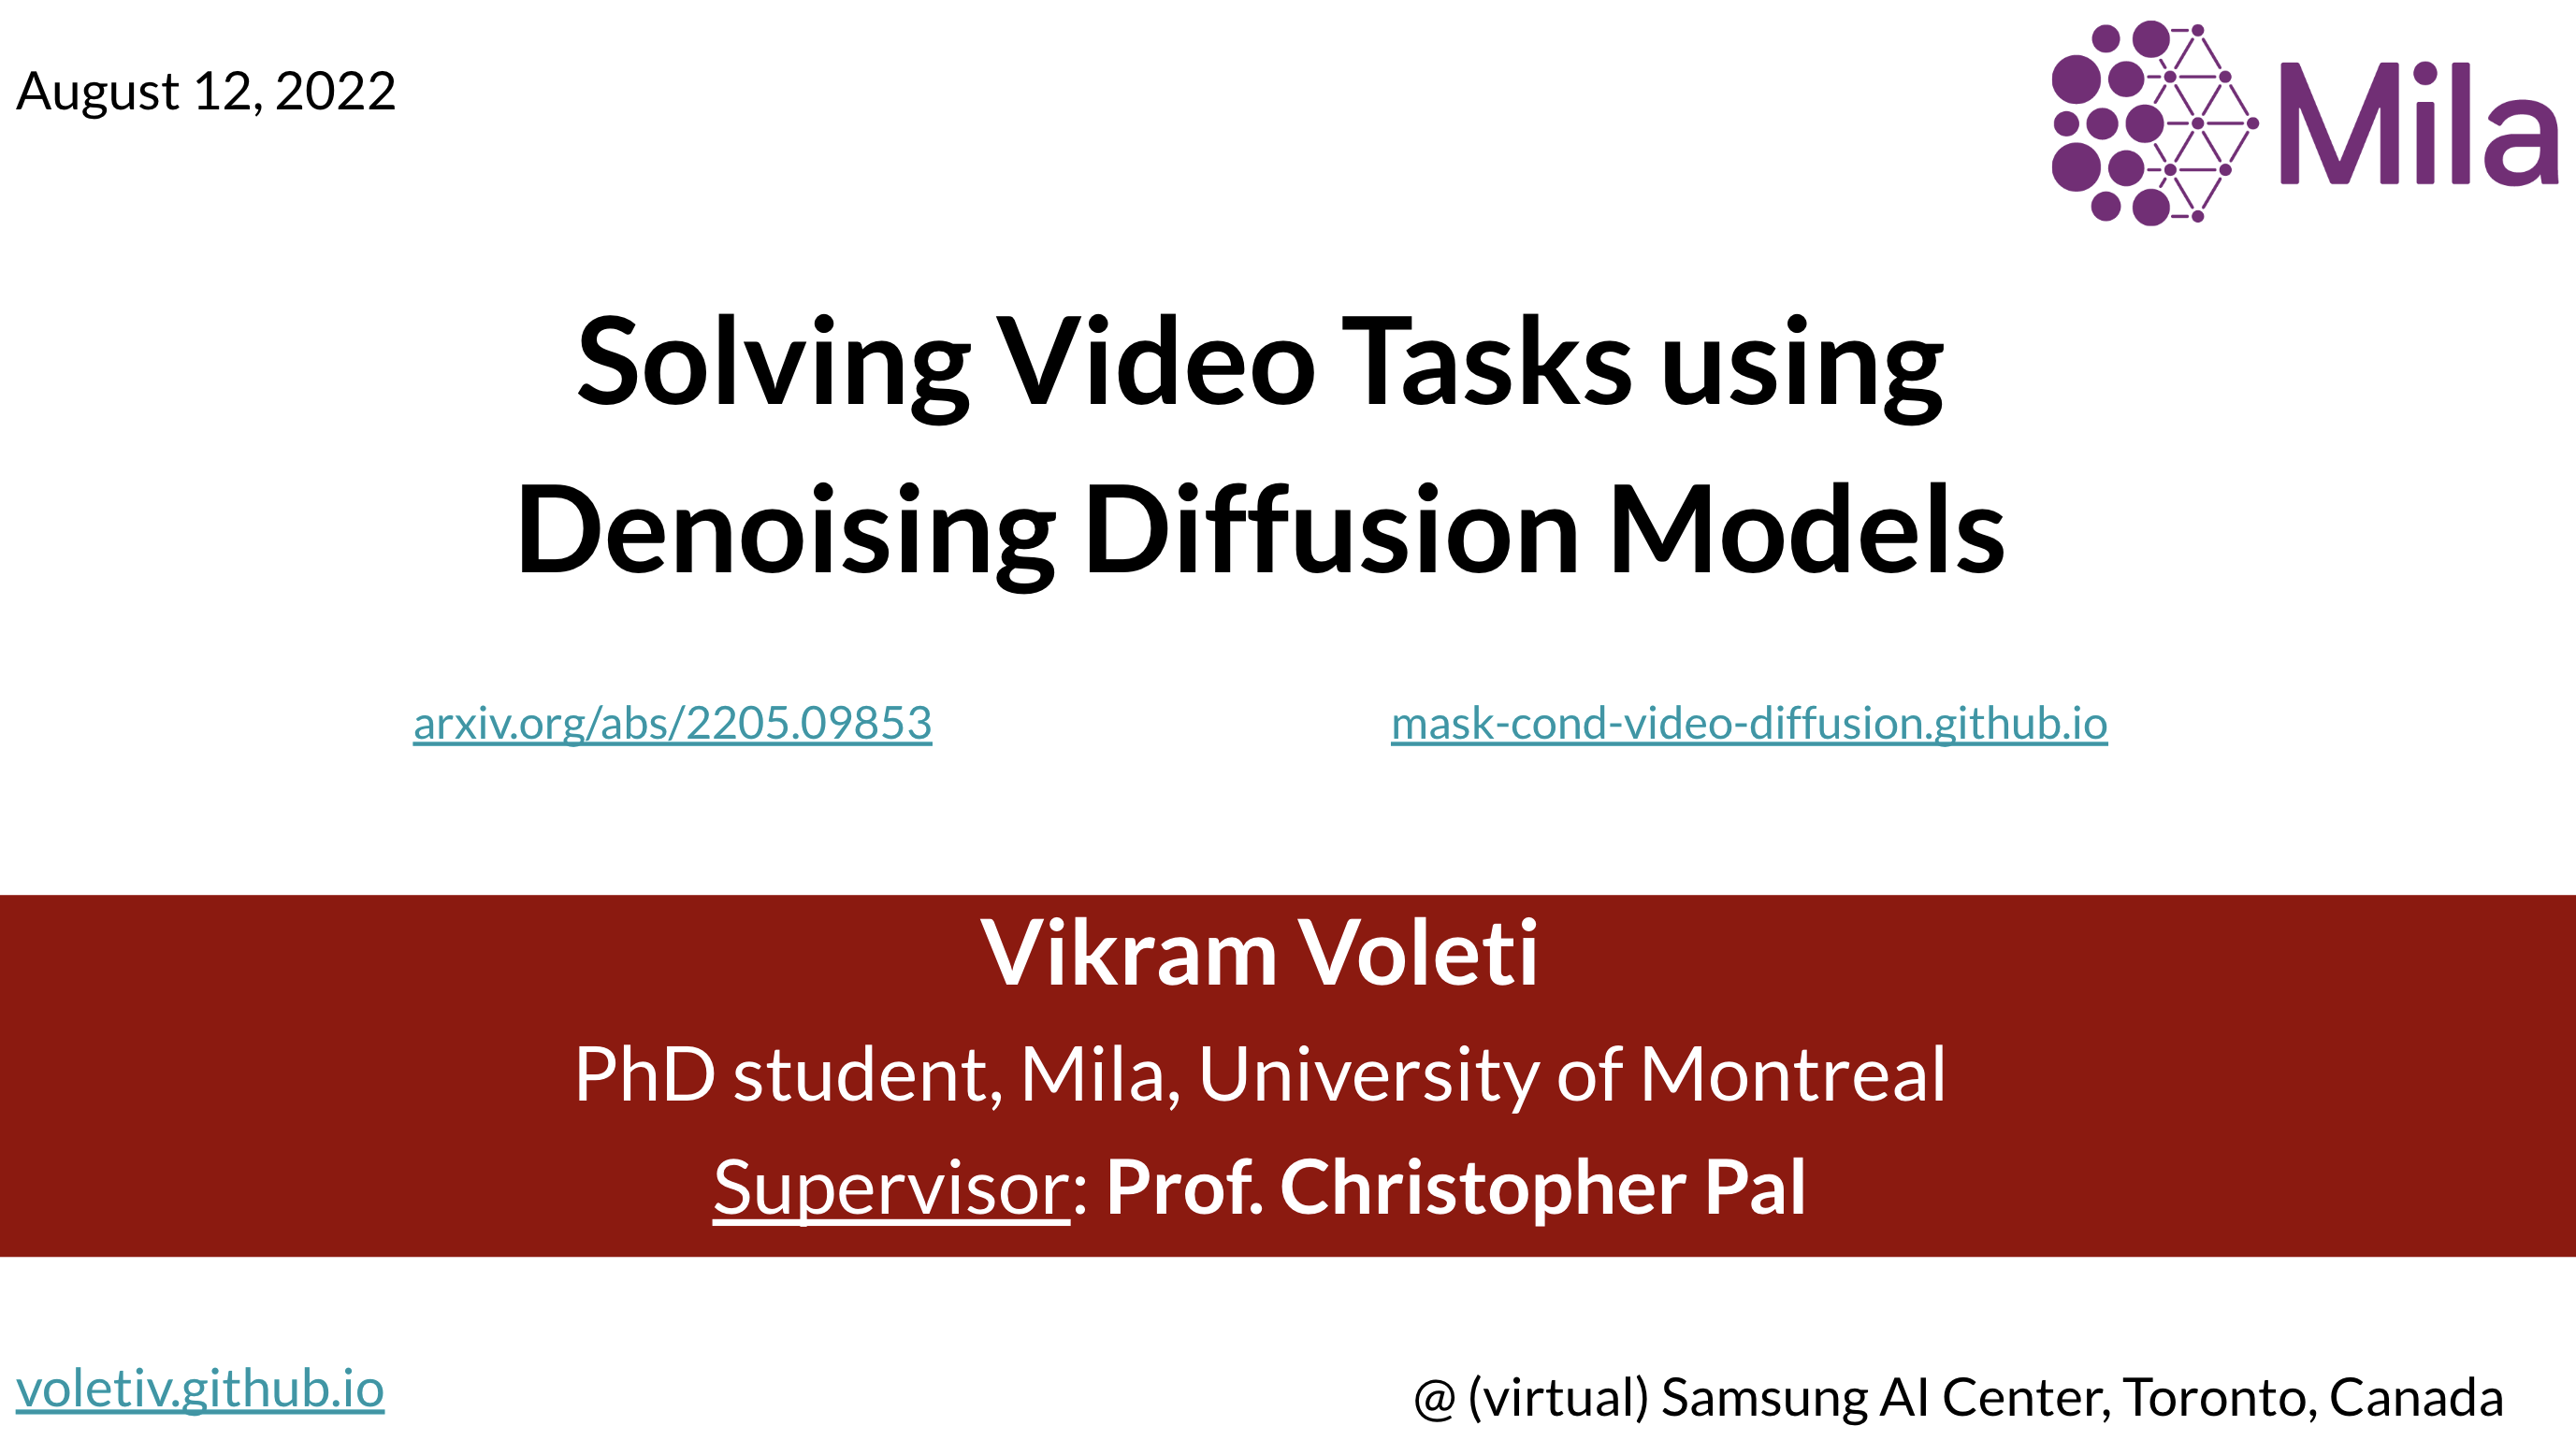 August 12, 2022
Mila
Solving Video Tasks using
Denoising Diffusion Models
arxiv.org/abs/2205.09853
mask-cond-video-diffusion.github.io
Vikram Voleti
PhD student, Mila, University of Montreal
Supervisor: Prof. Christopher Pal
voletiv.github.io
@ (virtual) Samsung AI Center, Toronto, Canada